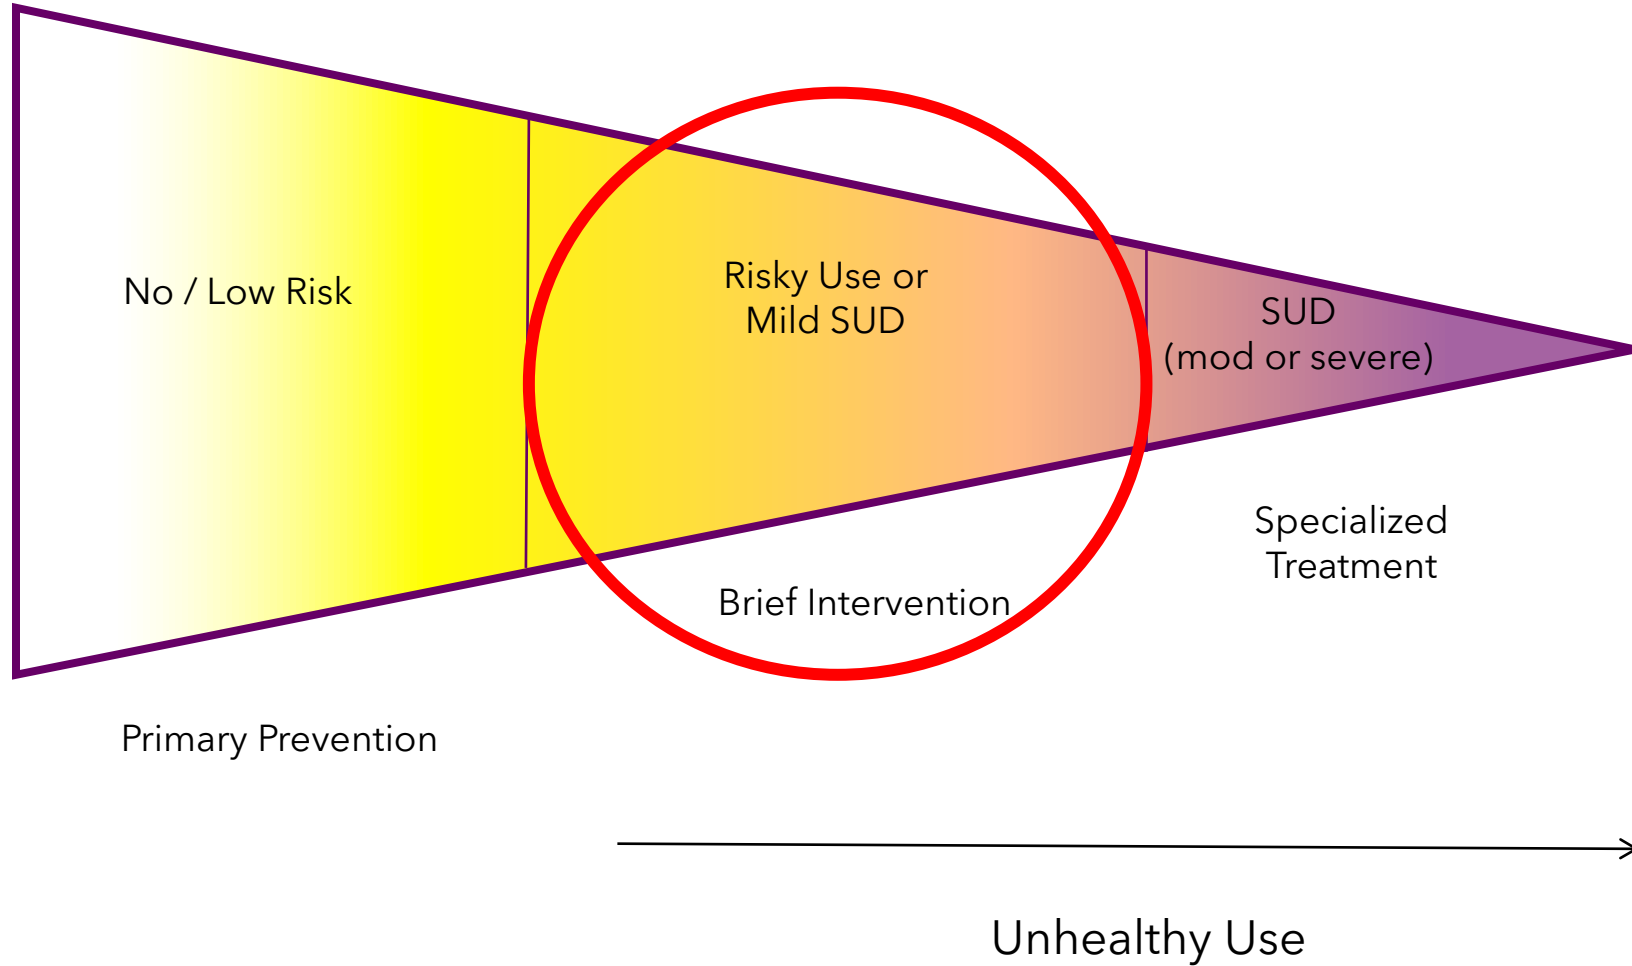 No / Low Risk
Risky Use or
Mild SUD
SUD
(mod or severe)
Specialized
Treatment
Brief Intervention
Primary Prevention
Unhealthy Use